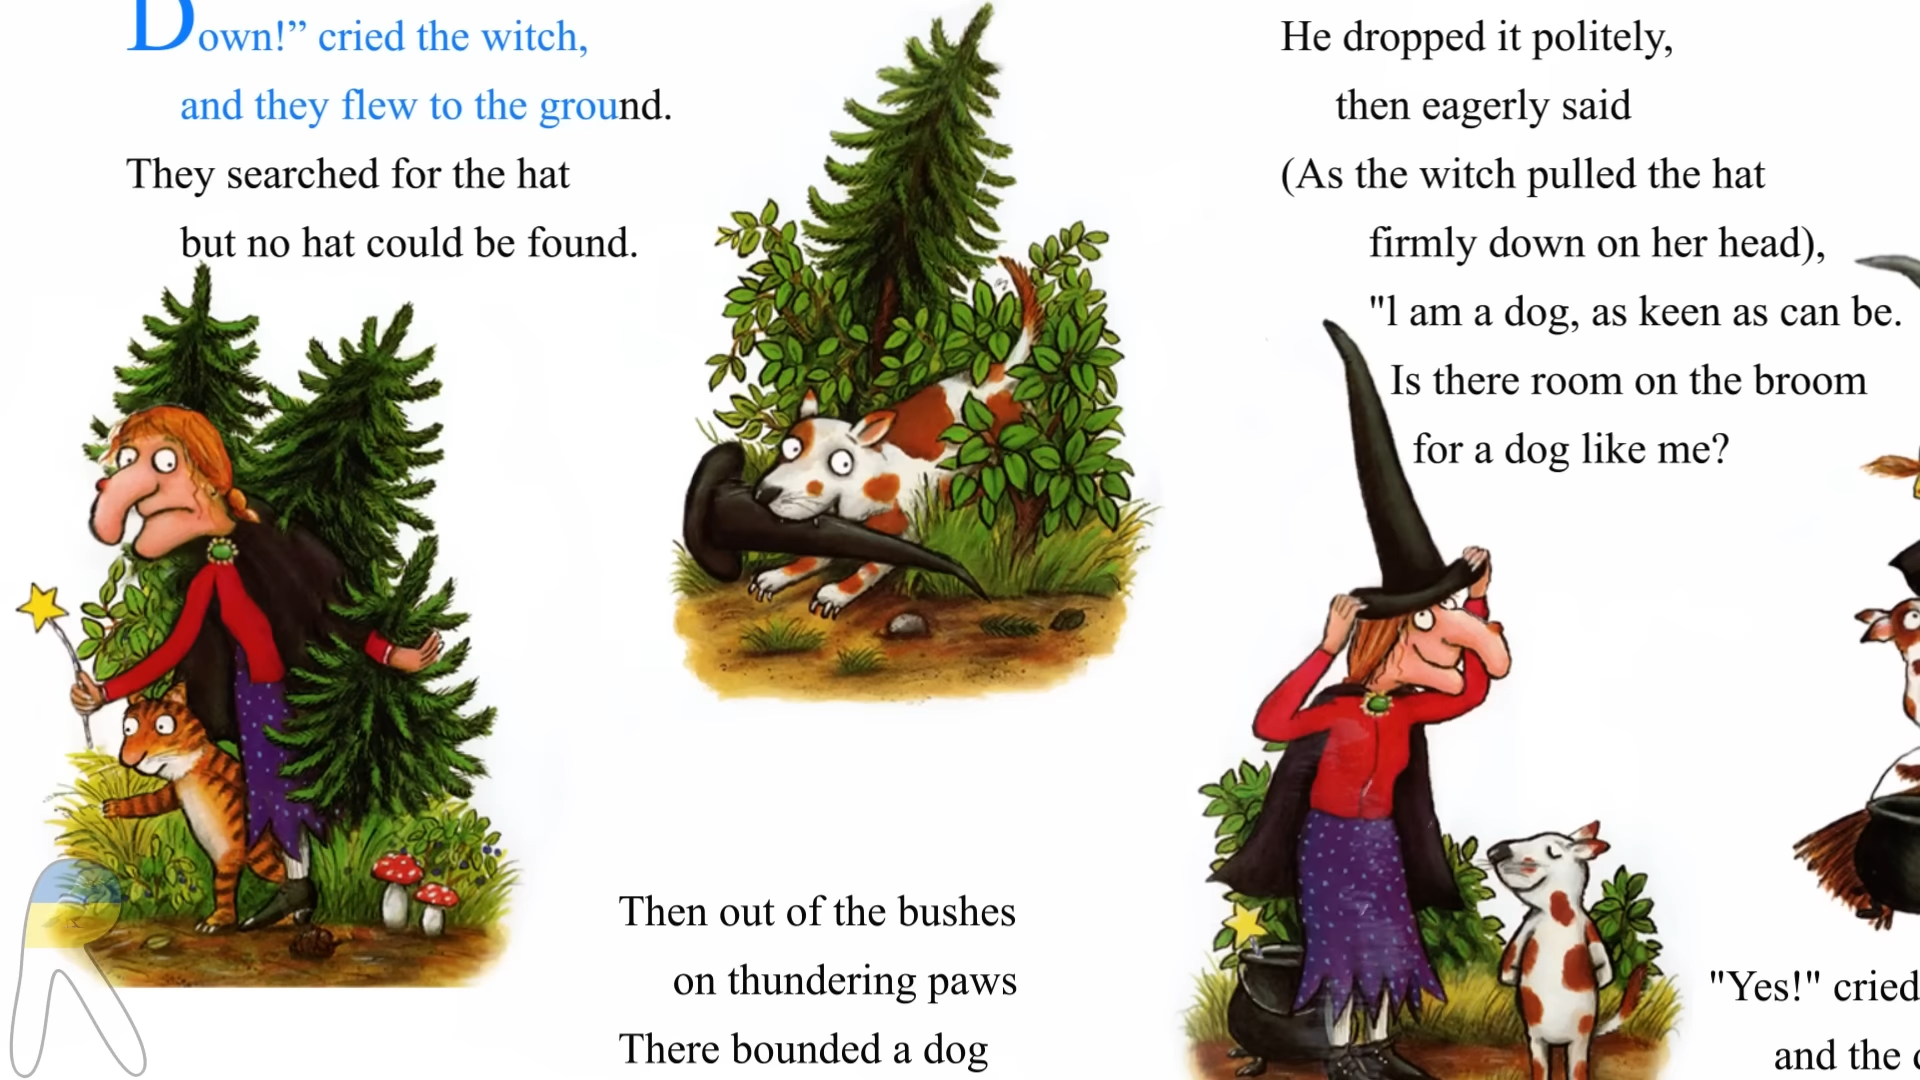 Down!” cried the witch,
and they flew to the ground.
They searched for the hat
but no hat could be found.
Then out of the bushes
on thundering paws
There bounded a dog
He dropped it politely,
then eagerly said
(As the witch pulled the hat
firmly down on her head),
"l am a dog, as keen as can be.
Is there room on the broom
for a dog like me?
"Yes!" cried
and the